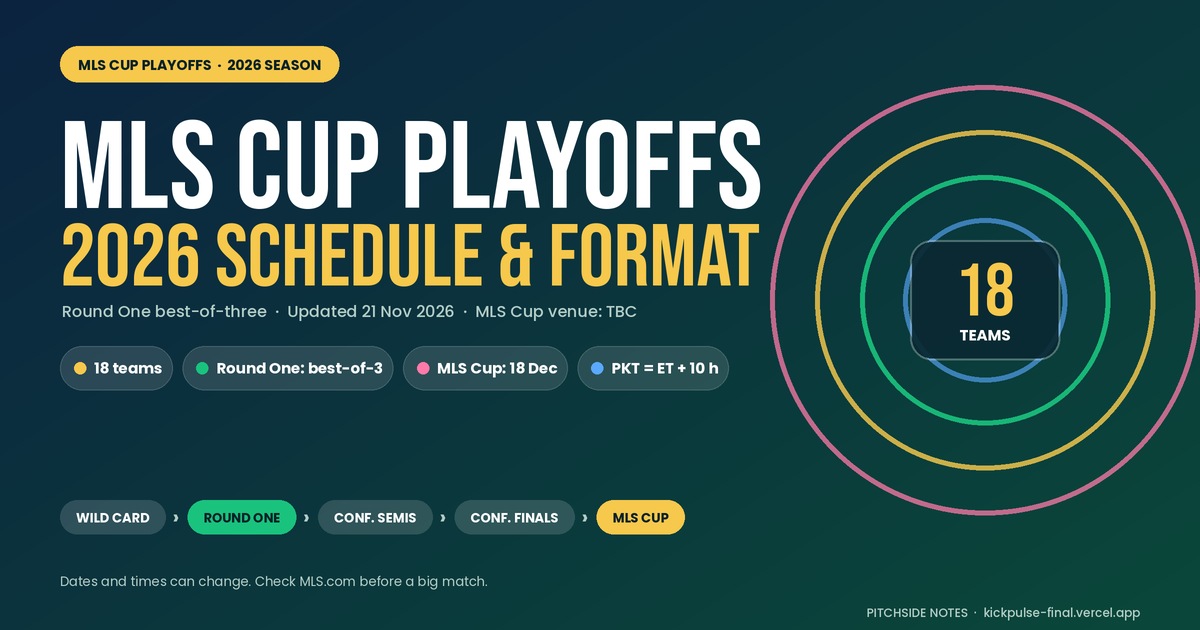 MLS CUP PLAYOFFS · 2026 SEASON
MLS CUP PLAYOFFS
2026 SCHEDULE & FORMAT
Round One best-of-three · Updated 21 Nov 2026 · MLS Cup venue: TBC
18 teams
Round One: best-of-3
MLS Cup: 18 Dec
PKT = ET + 10 h
18
TEAMS
WILD CARD › ROUND ONE › CONF. SEMIS › CONF. FINALS › MLS CUP
Dates and times can change. Check MLS.com before a big match.
PITCHSIDE NOTES · kickpulse-final.vercel.app